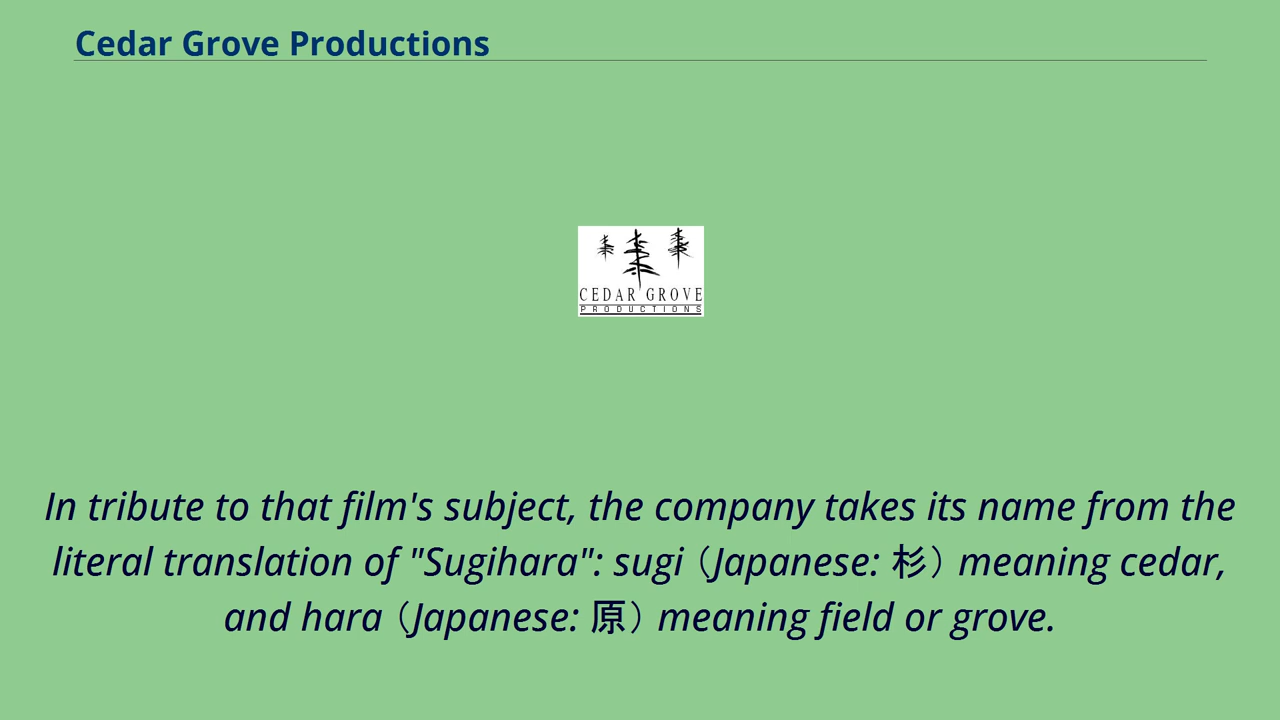 Cedar Grove Productions
CEDAR GROVE
PRODUCTIONS
In tribute to that film's subject, the company takes its name from the
literal translation of "Sugihara": sugi（Japanese: 杉）meaning cedar,
and hara（Japanese: 原）meaning field or grove.